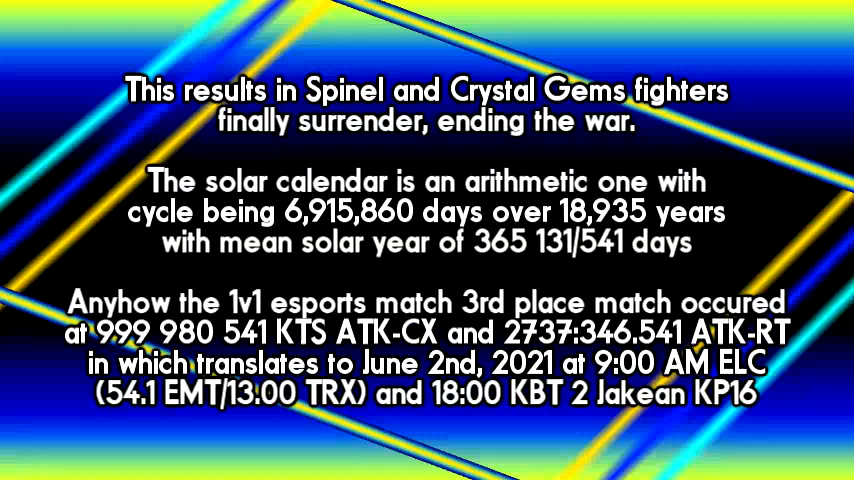 This results in Spinel and Crystal Gems fighters
finally surrender, ending the war.
The solar calendar is an arithmetic one with
cycle being 6,915,860 days over 18,935 years
with mean solar year of 365 131/541 days
Anyhow the 1v1 esports match 3rd place match occured
at 999 980 541 KTS ATK-CX and 2737:346.541 ATK-RT
in which translates to June 2nd, 2021 at 9:00 AM ELC
(54.1 EMT/13:00 TRX) and 18:00 KBT 2 Jakean KP16